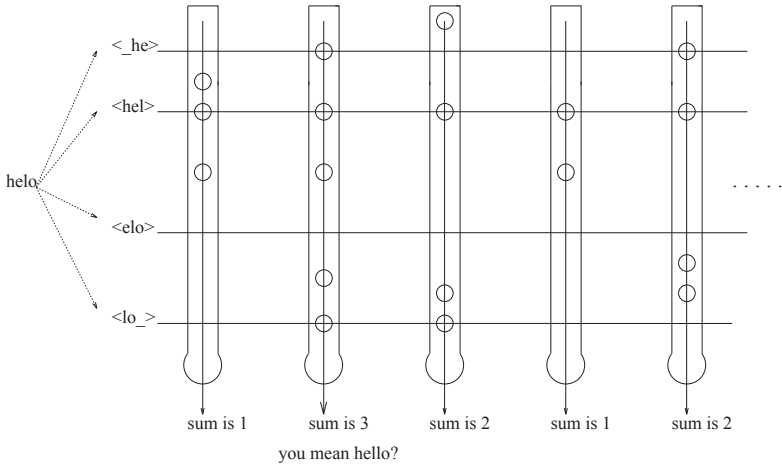 <_he>
<hel>
helo
<elo>
<lo_>
. . . . .
sum is 1 sum is 3 sum is 2 sum is 1 sum is 2
you mean hello?